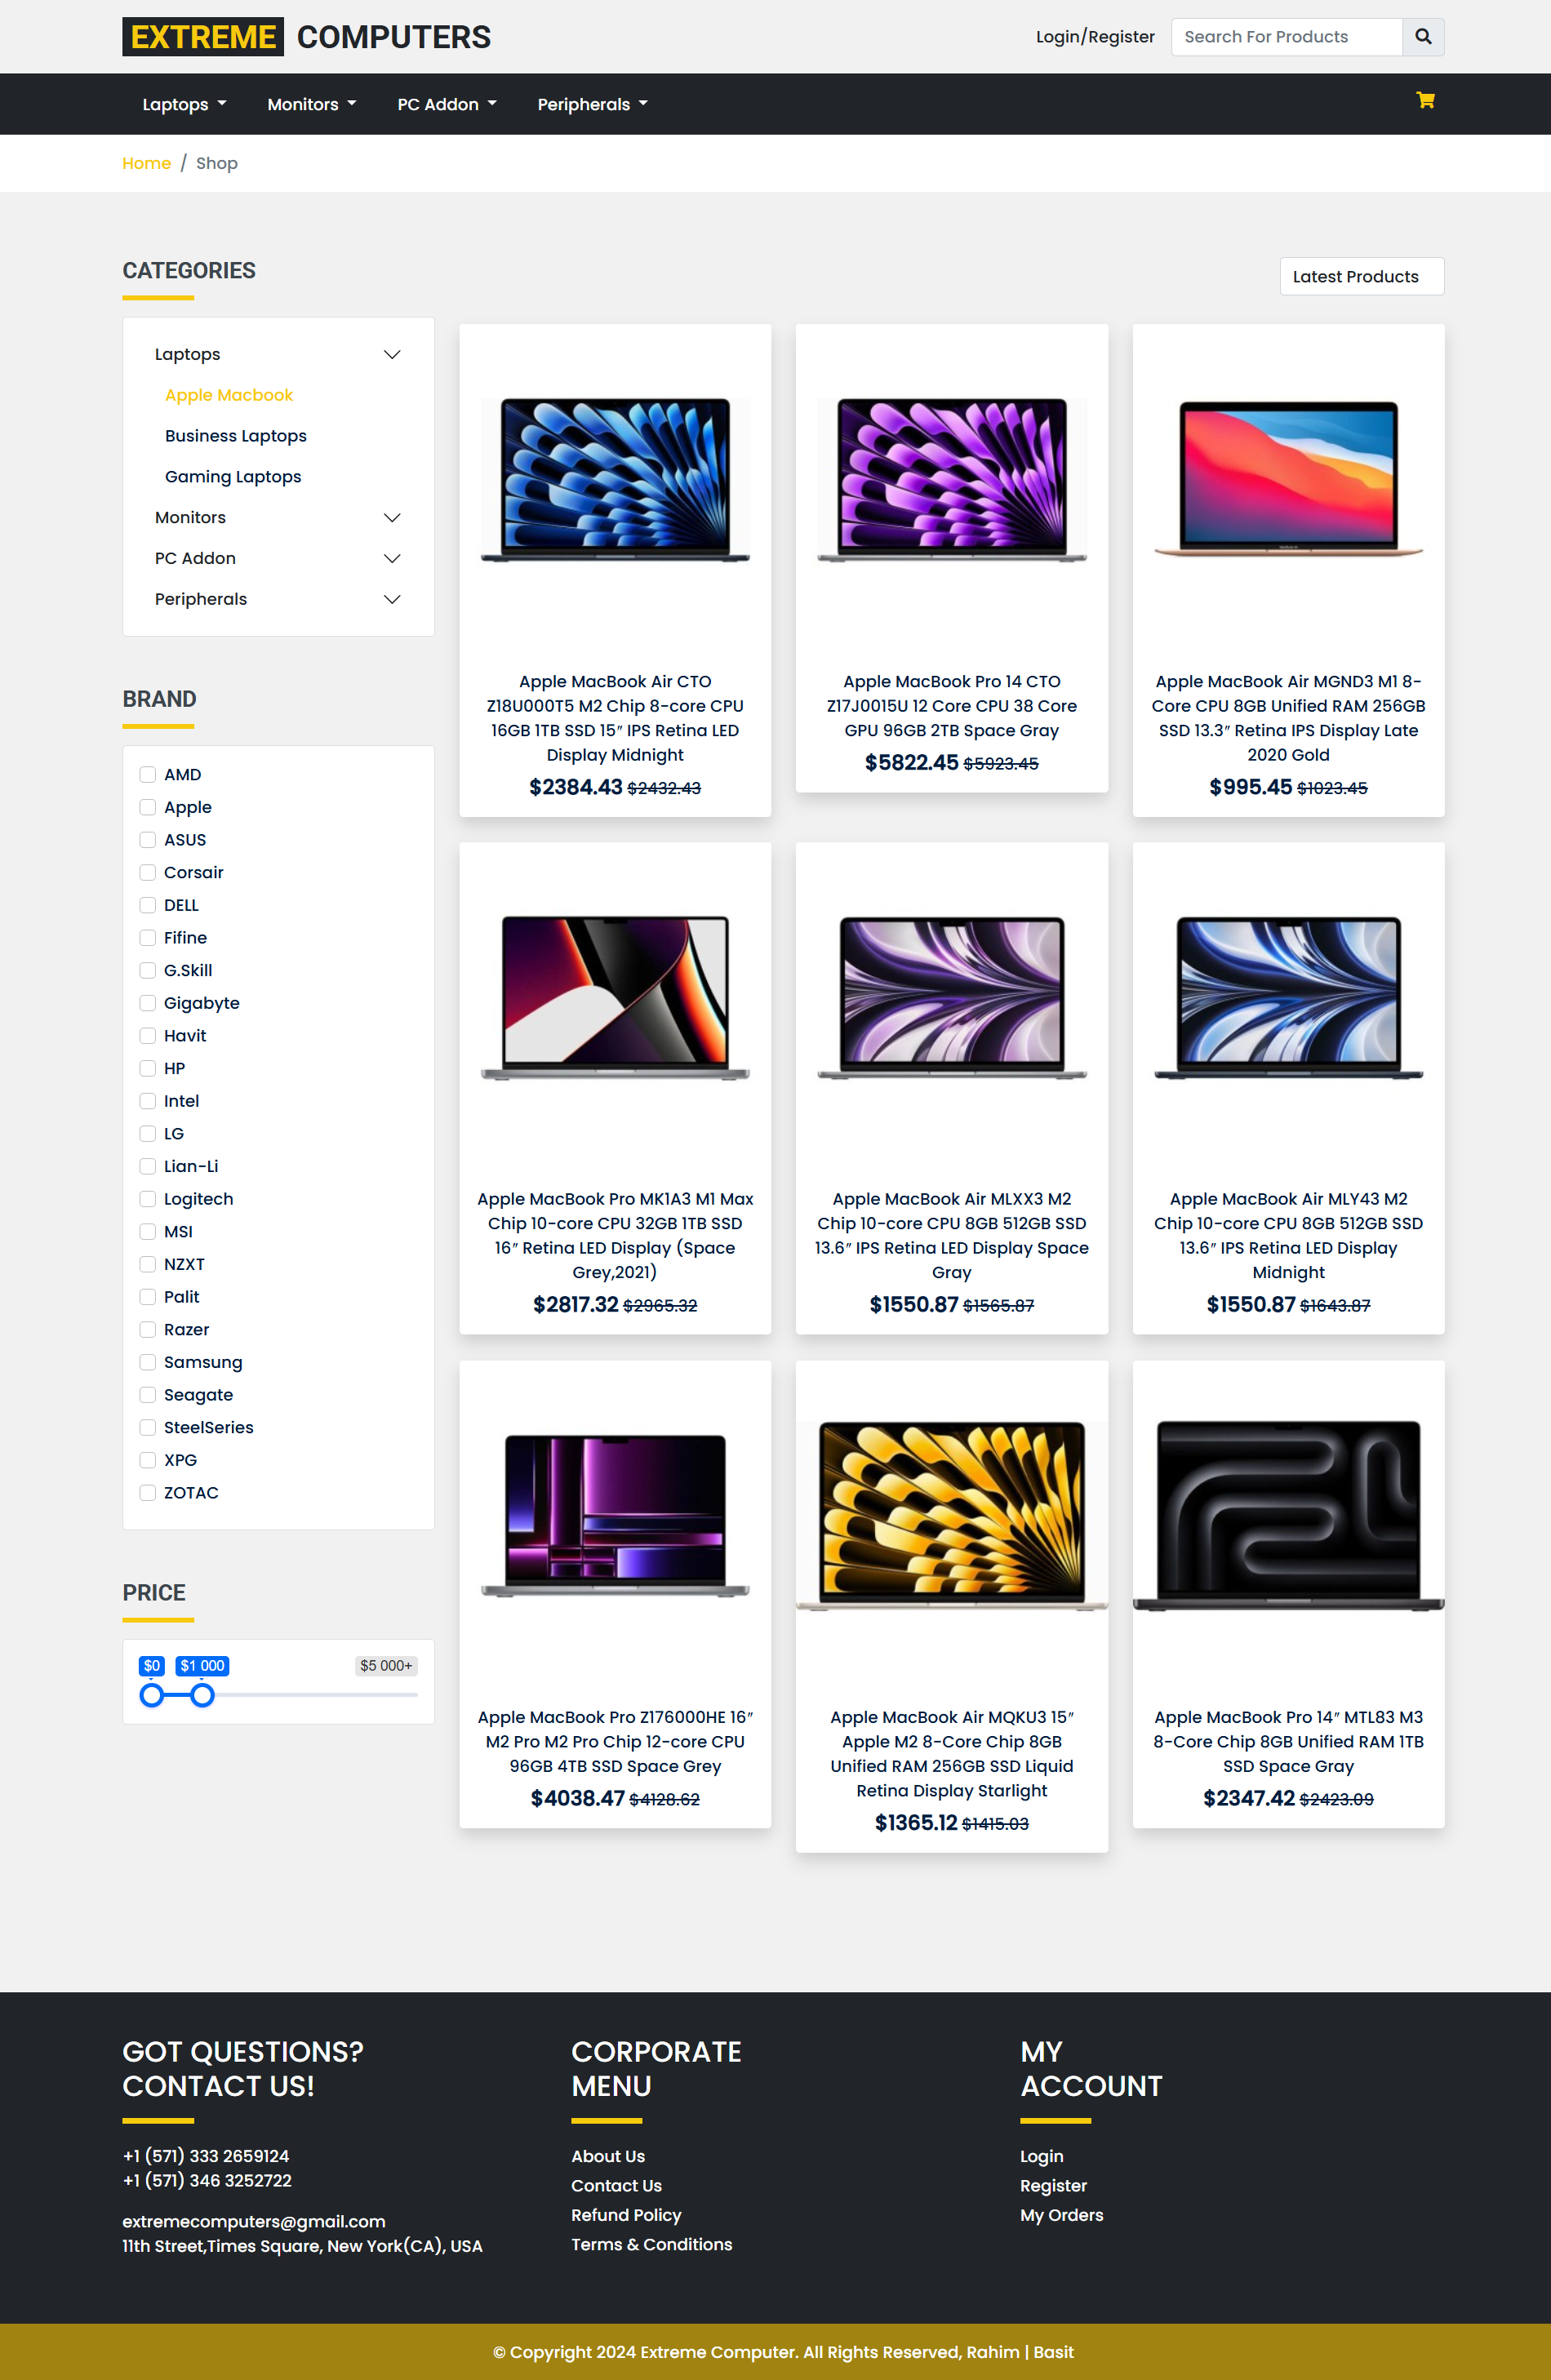 EXTREME COMPUTERS
Login/Register
Search For Products
Laptops
Monitors
PC Addon
Peripherals
Home / Shop
CATEGORIES
Laptops
Apple Macbook
Business Laptops
Gaming Laptops
Monitors
PC Addon
Peripherals
BRAND
AMD
Apple
ASUS
Corsair
DELL
Fifine
G.Skill
Gigabyte
Havit
HP
Intel
LG
Lian-Li
Logitech
MSI
NZXT
Palit
Razer
Samsung
Seagate
SteelSeries
XPG
ZOTAC
PRICE
$0
$1 000
$5 000+
Latest Products
Apple MacBook Air CTO
Z18U000T5 M2 Chip 8-core CPU
16GB 1TB SSD 15″ IPS Retina LED
Display Midnight
$2384.43 $2432.43
Apple MacBook Pro 14 CTO
Z17J0015U 12 Core CPU 38 Core
GPU 96GB 2TB Space Gray
$5822.45 $5923.45
Apple MacBook Air MGND3 M1 8-
Core CPU 8GB Unified RAM 256GB
SSD 13.3″ Retina IPS Display Late
2020 Gold
$995.45 $1023.45
Apple MacBook Pro MK1A3 M1 Max
Chip 10-core CPU 32GB 1TB SSD
16″ Retina LED Display (Space
Grey,2021)
$2817.32 $2965.32
Apple MacBook Air MLXX3 M2
Chip 10-core CPU 8GB 512GB SSD
13.6″ IPS Retina LED Display Space
Gray
$1550.87 $1565.87
Apple MacBook Air MLY43 M2
Chip 10-core CPU 8GB 512GB SSD
13.6″ IPS Retina LED Display
Midnight
$1550.87 $1643.87
Apple MacBook Pro Z176000HE 16″
M2 Pro M2 Pro Chip 12-core CPU
96GB 4TB SSD Space Grey
$4038.47 $4128.62
Apple MacBook Air MQKU3 15″
Apple M2 8-Core Chip 8GB
Unified RAM 256GB SSD Liquid
Retina Display Starlight
$1365.12 $1415.03
Apple MacBook Pro 14″ MTL83 M3
8-Core Chip 8GB Unified RAM 1TB
SSD Space Gray
$2347.42 $2423.09
GOT QUESTIONS?
CONTACT US!
+1 (571) 333 2659124
+1 (571) 346 3252722
extremecomputers@gmail.com
11th Street,Times Square, New York(CA), USA
CORPORATE
MENU
About Us
Contact Us
Refund Policy
Terms & Conditions
MY
ACCOUNT
Login
Register
My Orders
© Copyright 2024 Extreme Computer. All Rights Reserved, Rahim | Basit